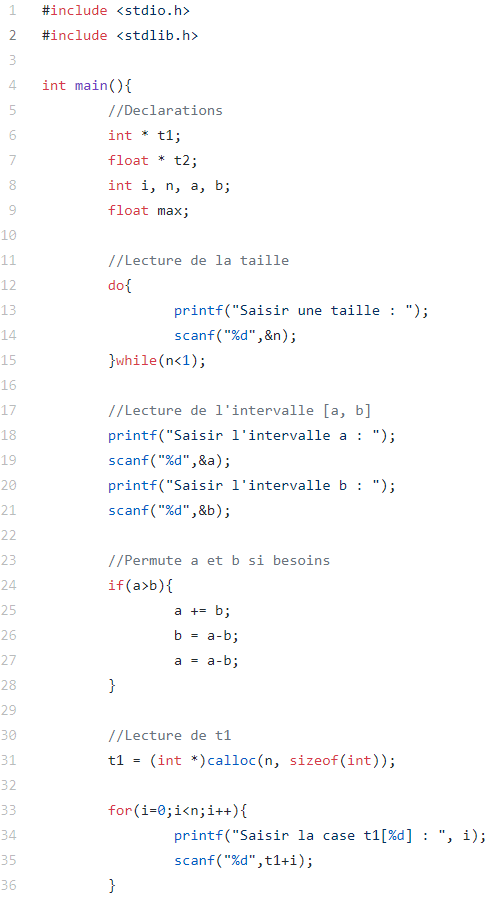 1 #include <stdio.h>
2 #include <stdlib.h>
3
4 int main(){
5 //Declarations
6 int * t1;
7 float * t2;
8 int i, n, a, b;
9 float max;
10
11 //Lecture de la taille
12 do{
13 printf("Saisir une taille : ");
14 scanf("%d",&n);
15 }while(n<1);
16
17 //Lecture de l'intervalle [a, b]
18 printf("Saisir l'intervalle a : ");
19 scanf("%d",&a);
20 printf("Saisir l'intervalle b : ");
21 scanf("%d",&b);
22
23 //Permute a et b si besoins
24 if(a>b){
25 a += b;
26 b = a-b;
27 a = a-b;
28 }
29
30 //Lecture de t1
31 t1 = (int *)calloc(n, sizeof(int));
32
33 for(i=0;i<n;i++){
34 printf("Saisir la case t1[%d] : ", i);
35 scanf("%d",t1+i);
36 }